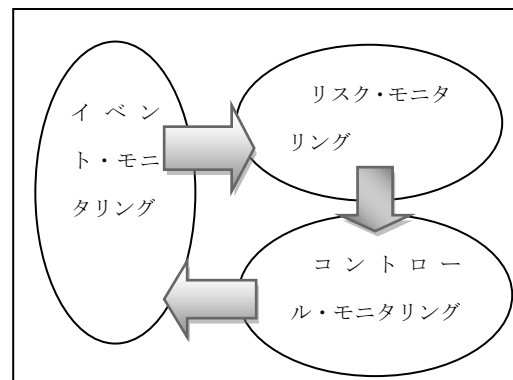 イベン
ト・モニ
タリング
リスク・モニタ
リング
コントロー
ル・モニタリング